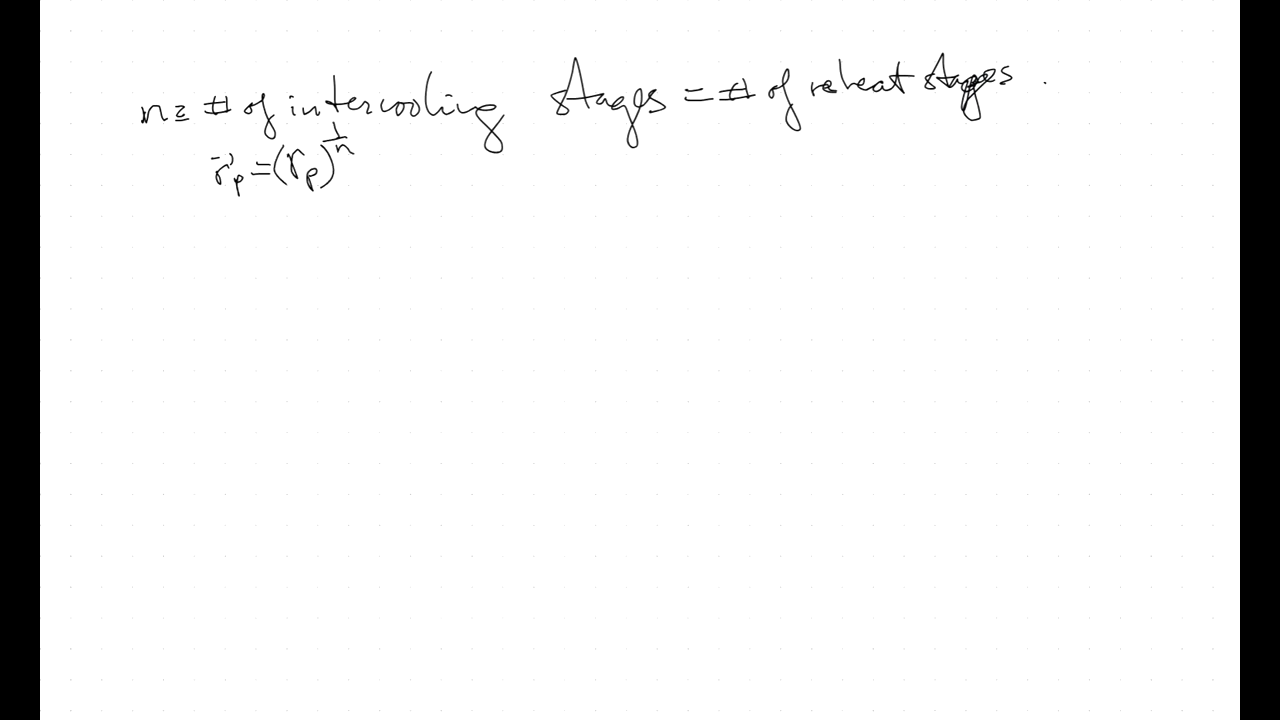 n = # of intercooling stages = # of reheat stages .
r̄'p = (rp)^1/n